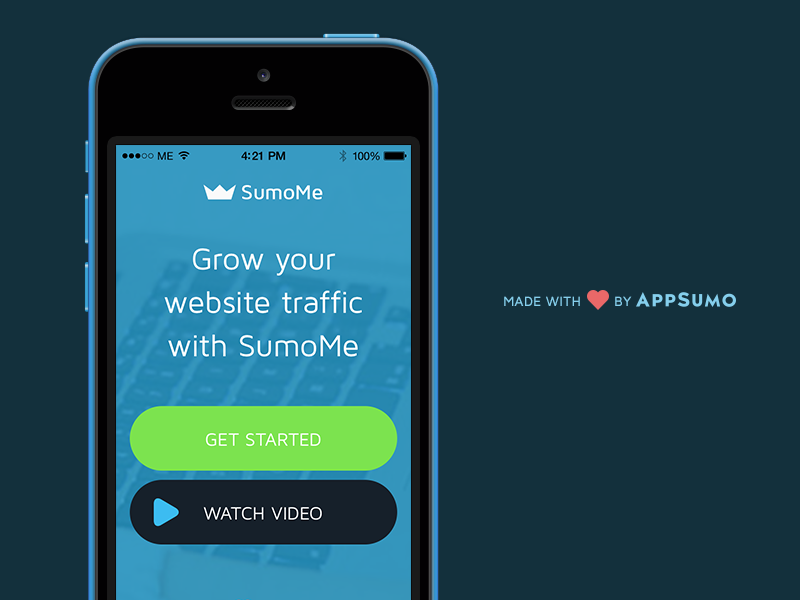 ME 4:21 PM 100%
SumoMe
Grow your
website traffic
with SumoMe
GET STARTED
WATCH VIDEO
MADE WITH BY APPSUMO